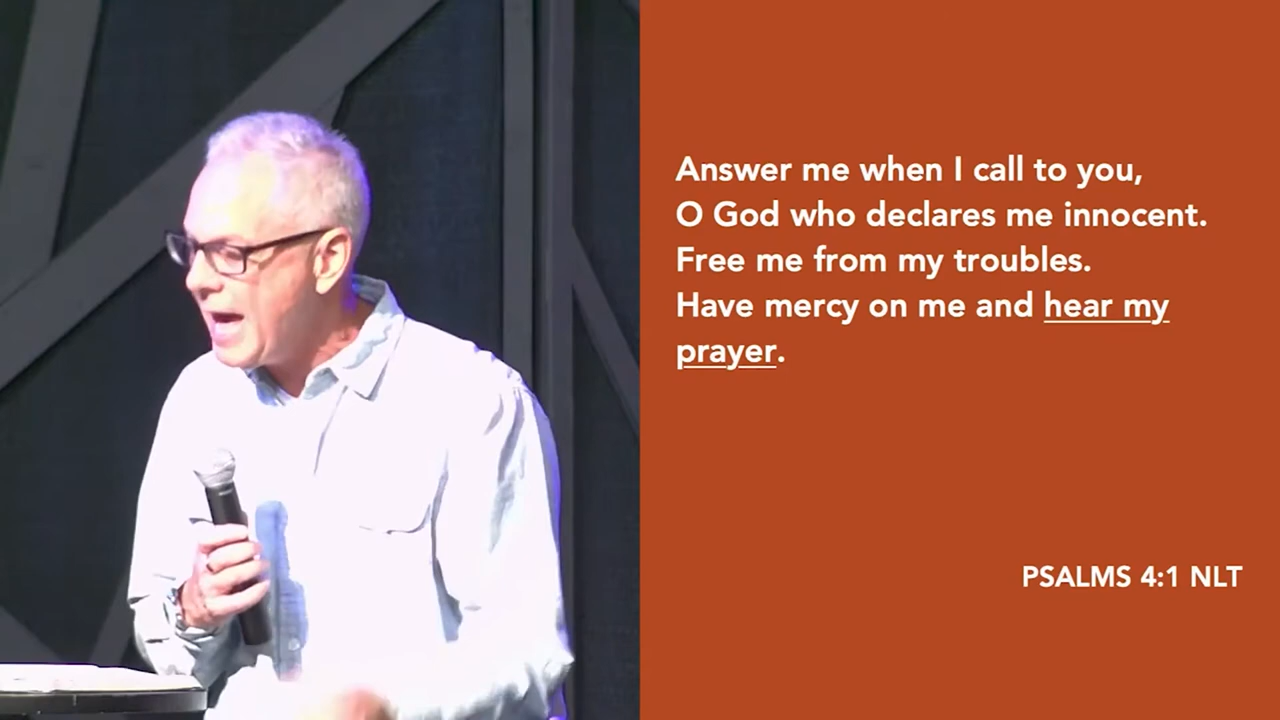 Answer me when I call to you,
O God who declares me innocent.
Free me from my troubles.
Have mercy on me and hear my
prayer.
PSALMS 4:1 NLT